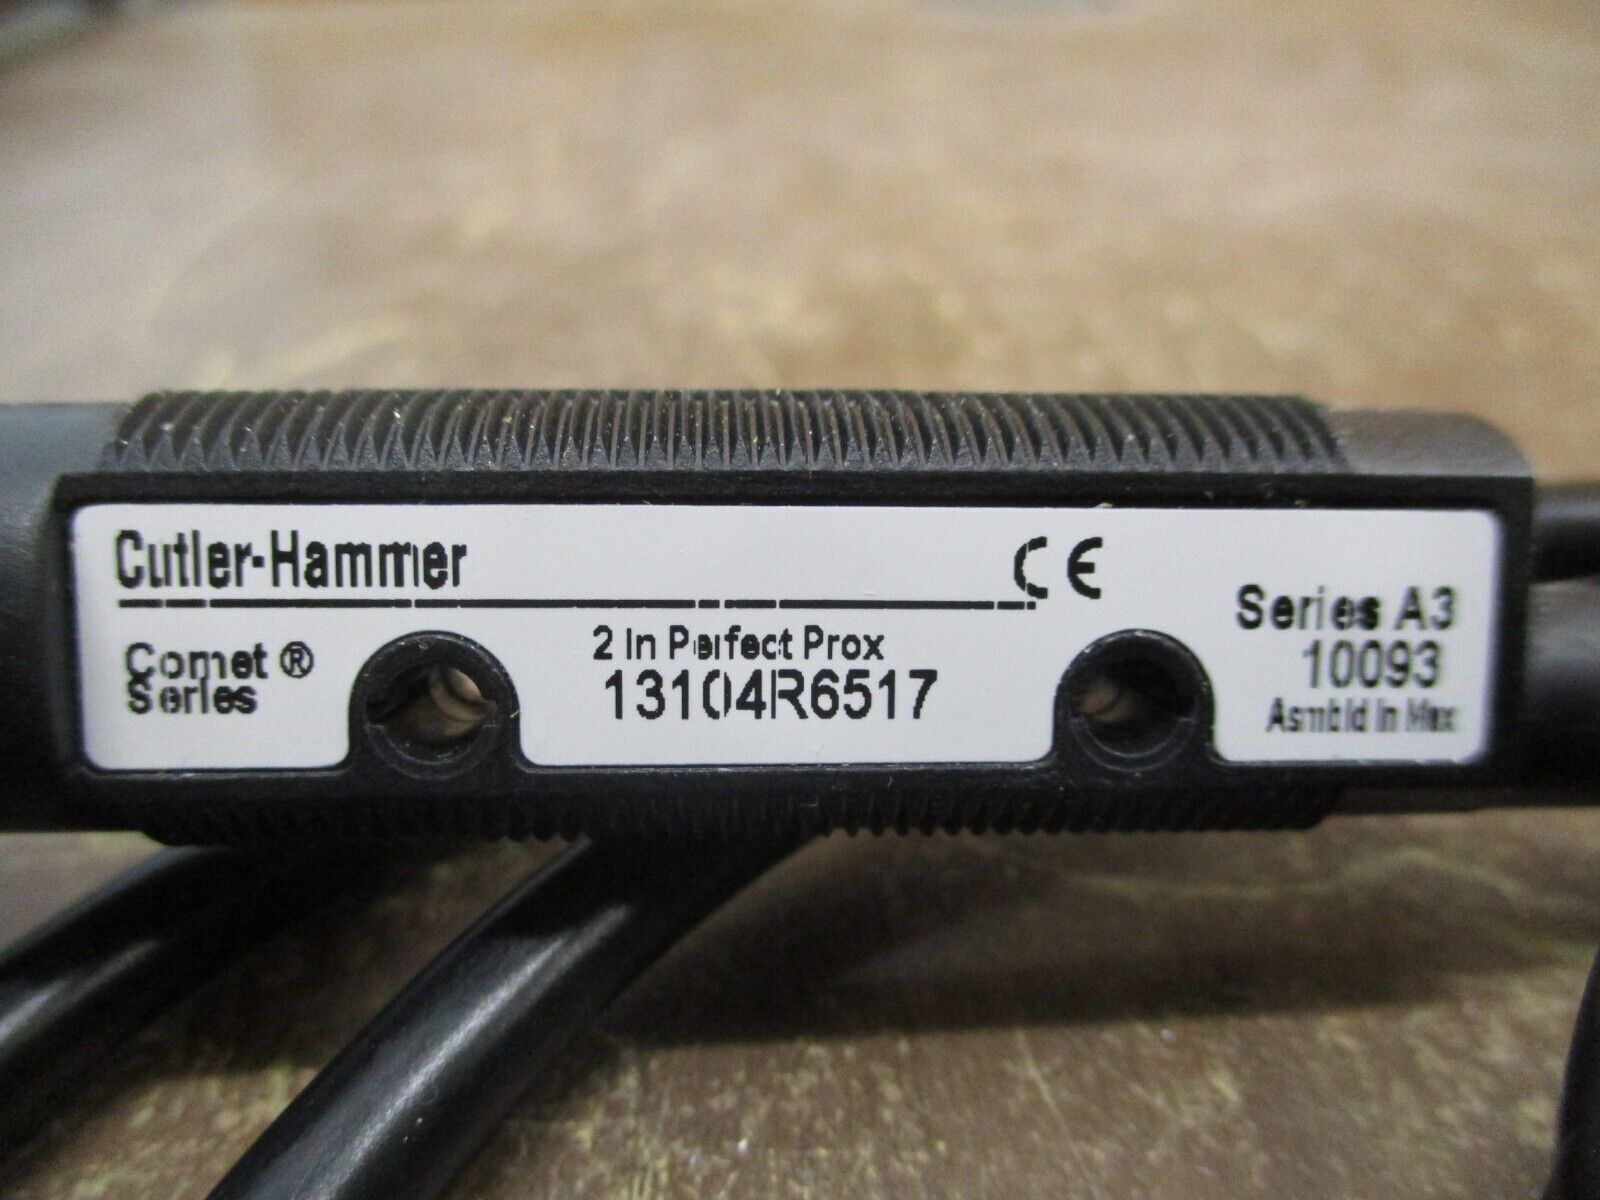 Cutler-Hammer
CE
Comet ®
Series
2 In Perfect Prox
13104R6517
Series A3
10093
Asmbld In Mex